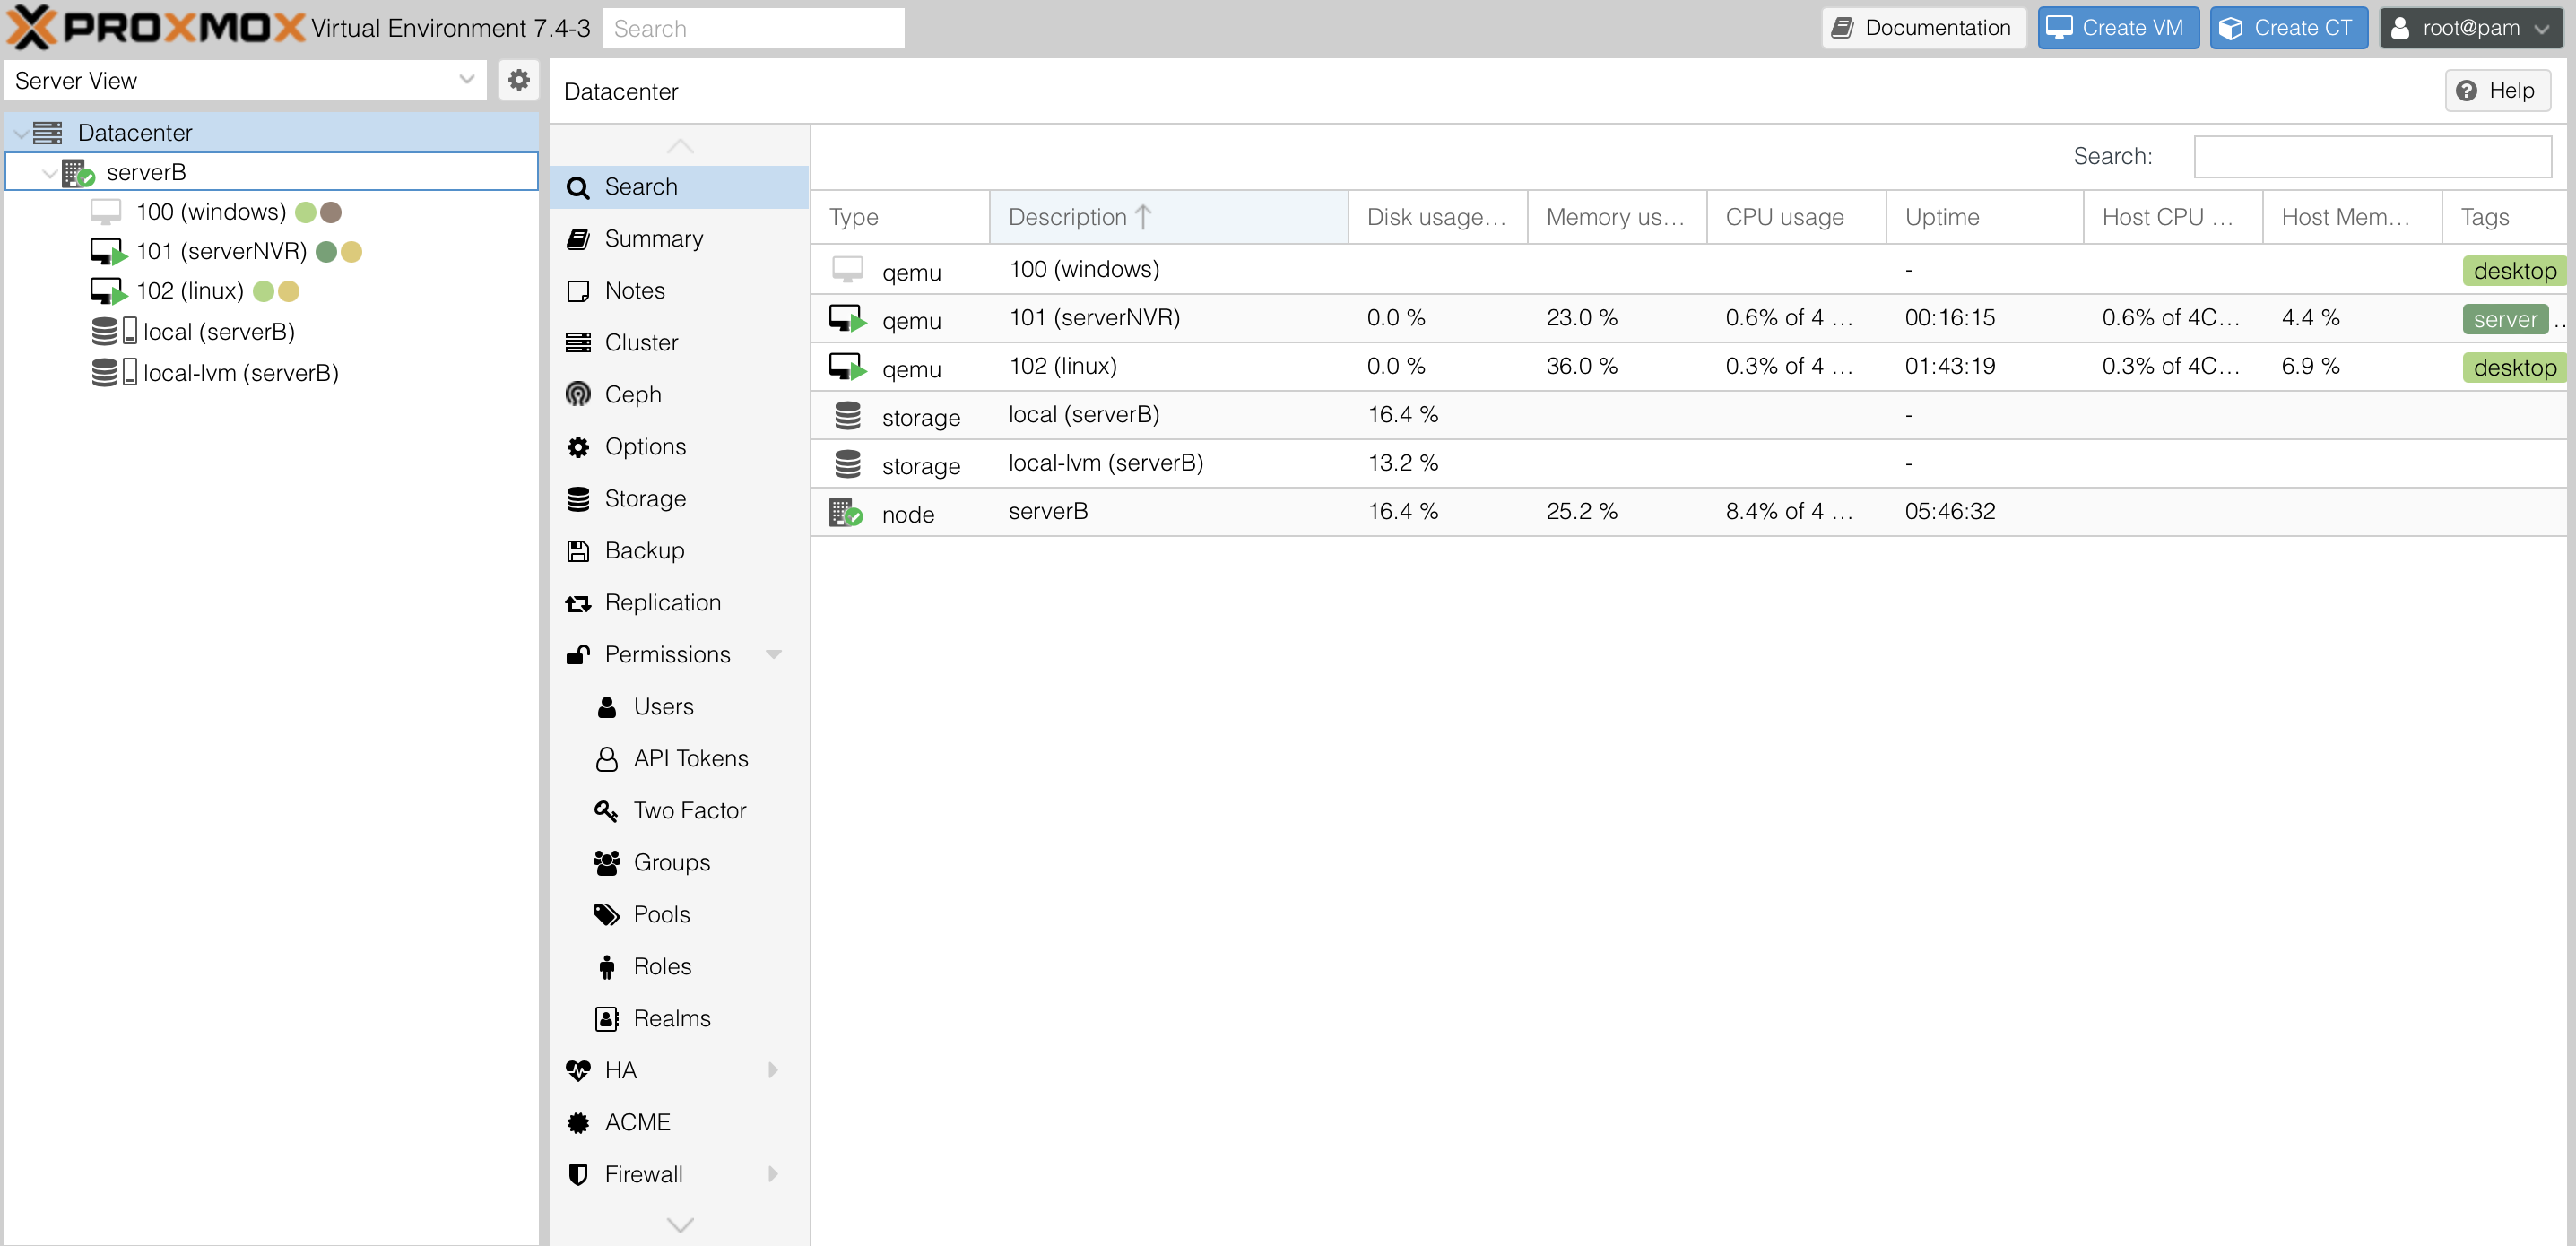 PROXMOX Virtual Environment 7.4-3 Search Documentation Create VM Create CT root@pam
Server View
Datacenter
serverB
100 (windows)
101 (serverNVR)
102 (linux)
local (serverB)
local-lvm (serverB)
Datacenter Help
Search
Summary
Notes
Cluster
Ceph
Options
Storage
Backup
Replication
Permissions
Users
API Tokens
Two Factor
Groups
Pools
Roles
Realms
HA
ACME
Firewall
Search:
Type Description Disk usage... Memory us... CPU usage Uptime Host CPU ... Host Mem... Tags
qemu 100 (windows) - desktop
qemu 101 (serverNVR) 0.0 % 23.0 % 0.6% of 4 ... 00:16:15 0.6% of 4C... 4.4 % server ..
qemu 102 (linux) 0.0 % 36.0 % 0.3% of 4 ... 01:43:19 0.3% of 4C... 6.9 % desktop
storage local (serverB) 16.4 % -
storage local-lvm (serverB) 13.2 % -
node serverB 16.4 % 25.2 % 8.4% of 4 ... 05:46:32